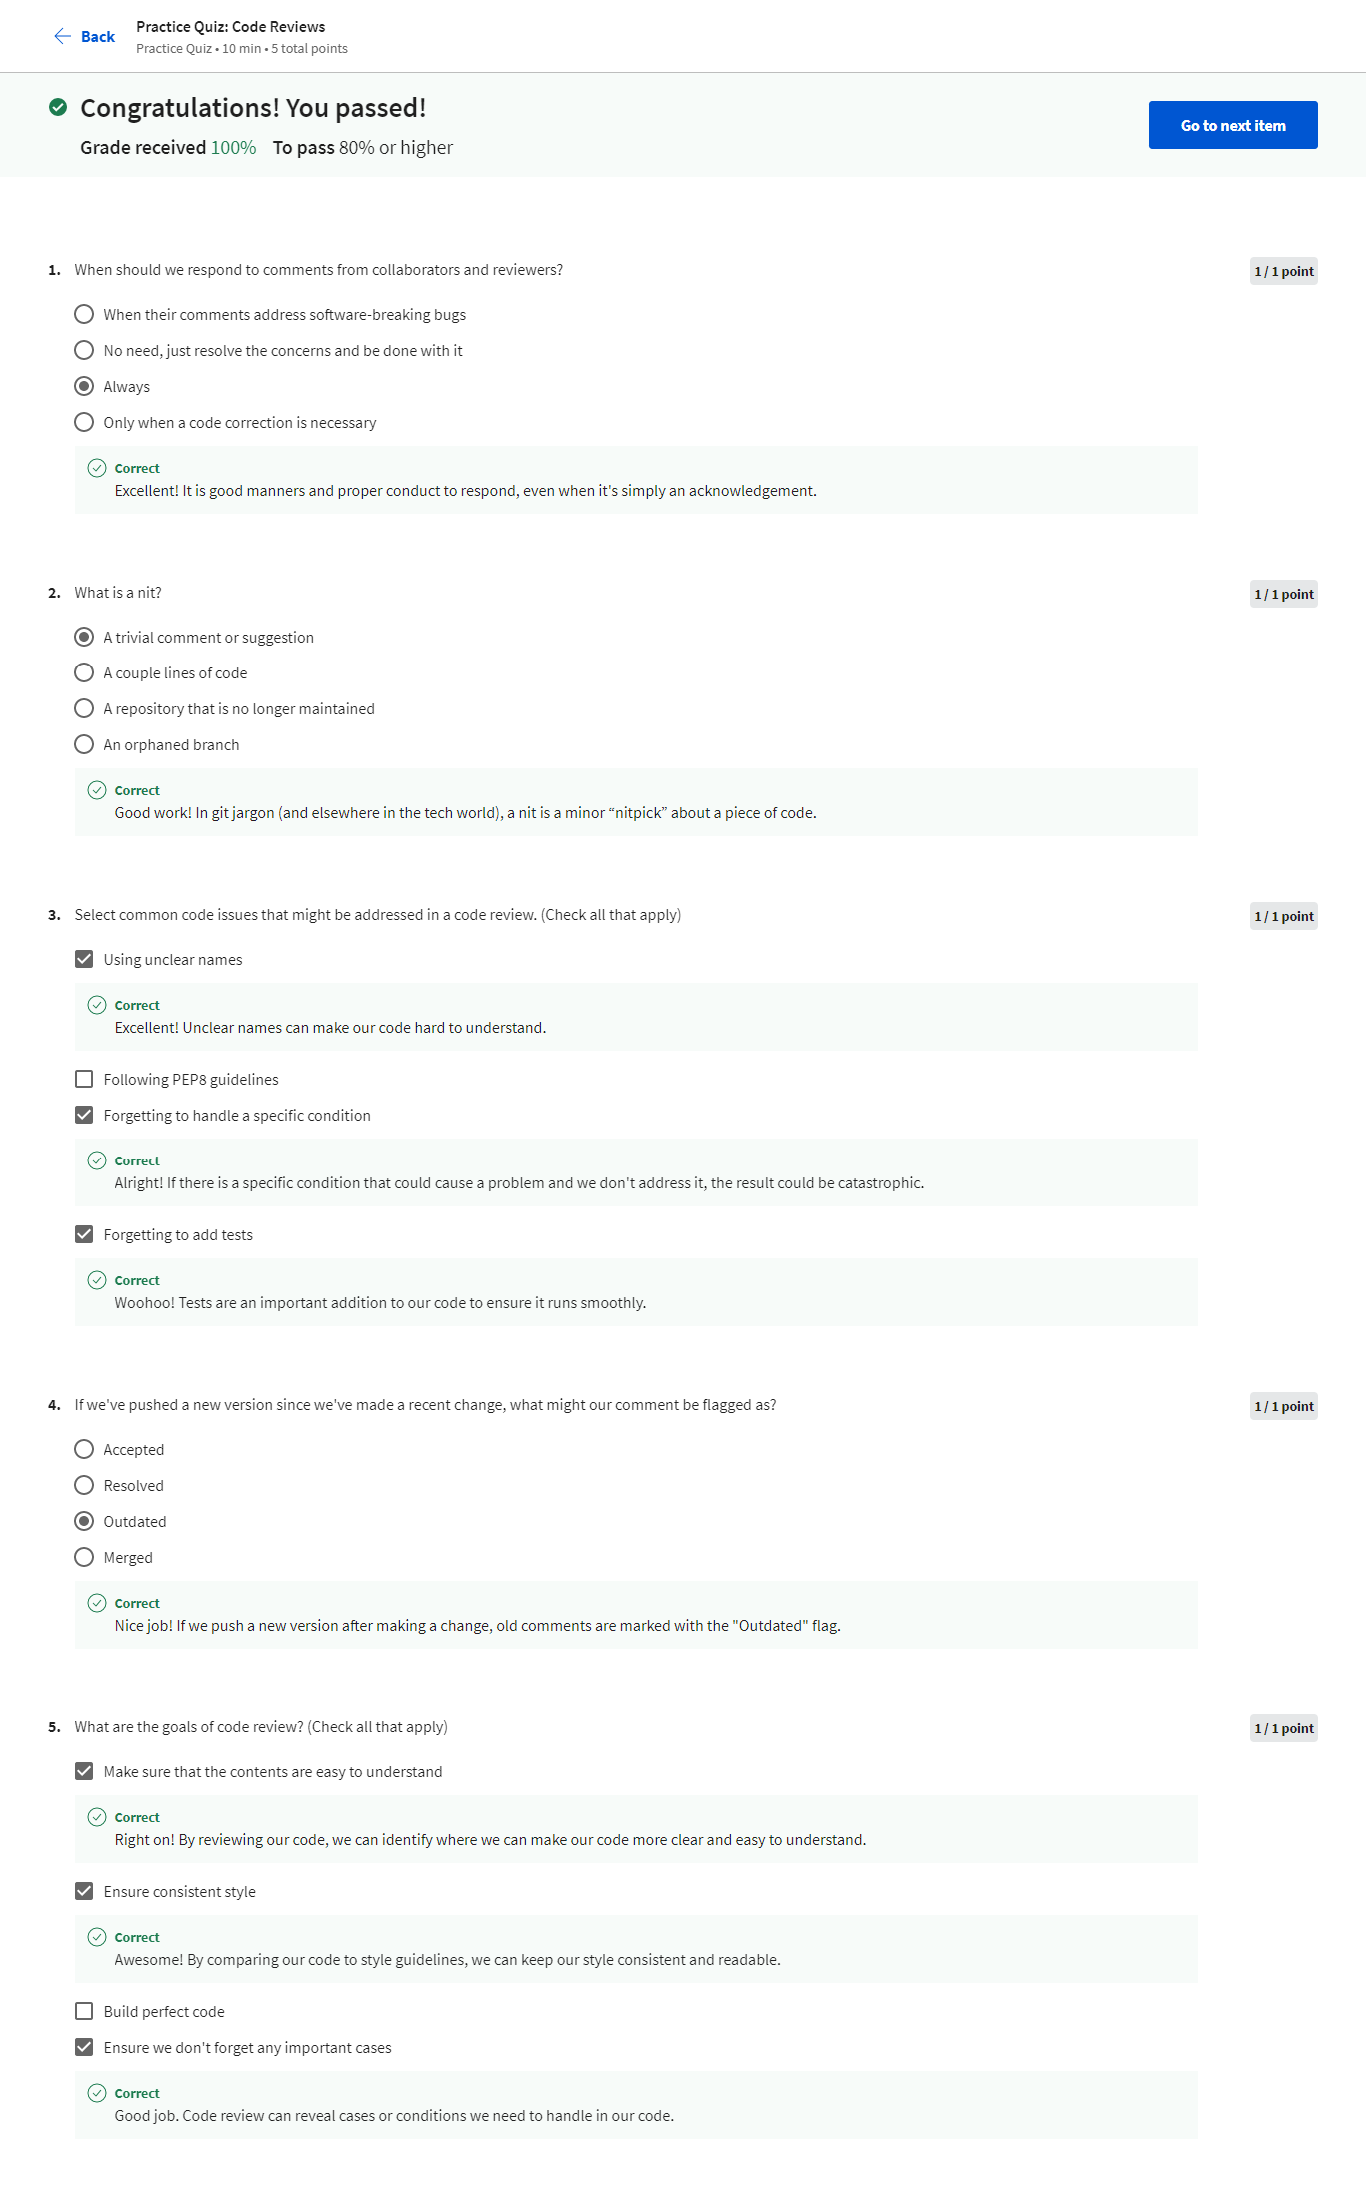 Back
Practice Quiz: Code Reviews
Practice Quiz • 10 min • 5 total points
Congratulations! You passed!
Grade received 100% To pass 80% or higher
Go to next item
1. When should we respond to comments from collaborators and reviewers?
1 / 1 point
When their comments address software-breaking bugs
No need, just resolve the concerns and be done with it
Always
Only when a code correction is necessary
Correct
Excellent! It is good manners and proper conduct to respond, even when it's simply an acknowledgement.
2. What is a nit?
1 / 1 point
A trivial comment or suggestion
A couple lines of code
A repository that is no longer maintained
An orphaned branch
Correct
Good work! In git jargon (and elsewhere in the tech world), a nit is a minor “nitpick” about a piece of code.
3. Select common code issues that might be addressed in a code review. (Check all that apply)
1 / 1 point
Using unclear names
Correct
Excellent! Unclear names can make our code hard to understand.
Following PEP8 guidelines
Forgetting to handle a specific condition
Correct
Alright! If there is a specific condition that could cause a problem and we don't address it, the result could be catastrophic.
Forgetting to add tests
Correct
Woohoo! Tests are an important addition to our code to ensure it runs smoothly.
4. If we've pushed a new version since we've made a recent change, what might our comment be flagged as?
1 / 1 point
Accepted
Resolved
Outdated
Merged
Correct
Nice job! If we push a new version after making a change, old comments are marked with the "Outdated" flag.
5. What are the goals of code review? (Check all that apply)
1 / 1 point
Make sure that the contents are easy to understand
Correct
Right on! By reviewing our code, we can identify where we can make our code more clear and easy to understand.
Ensure consistent style
Correct
Awesome! By comparing our code to style guidelines, we can keep our style consistent and readable.
Build perfect code
Ensure we don't forget any important cases
Correct
Good job. Code review can reveal cases or conditions we need to handle in our code.